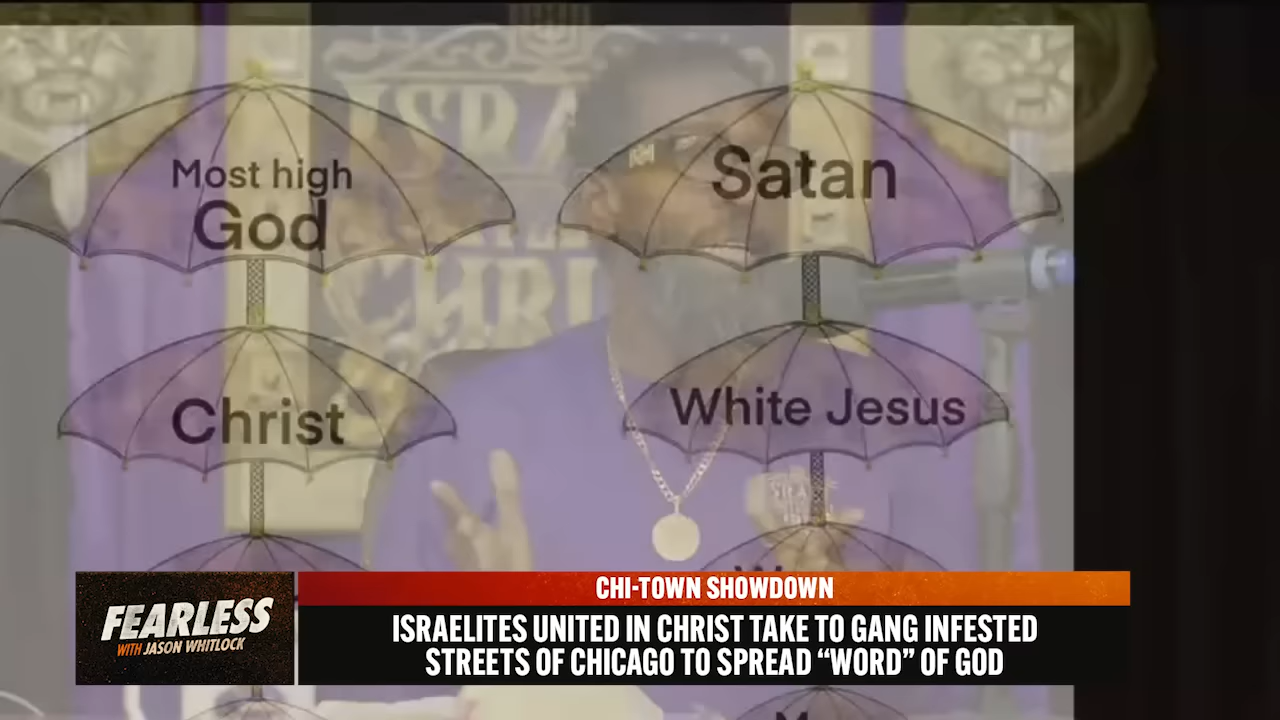 Most high
God
Satan
Christ
White Jesus
FEARLESS
WITH JASON WHITLOCK
CHI-TOWN SHOWDOWN
ISRAELITES UNITED IN CHRIST TAKE TO GANG INFESTED
STREETS OF CHICAGO TO SPREAD “WORD” OF GOD